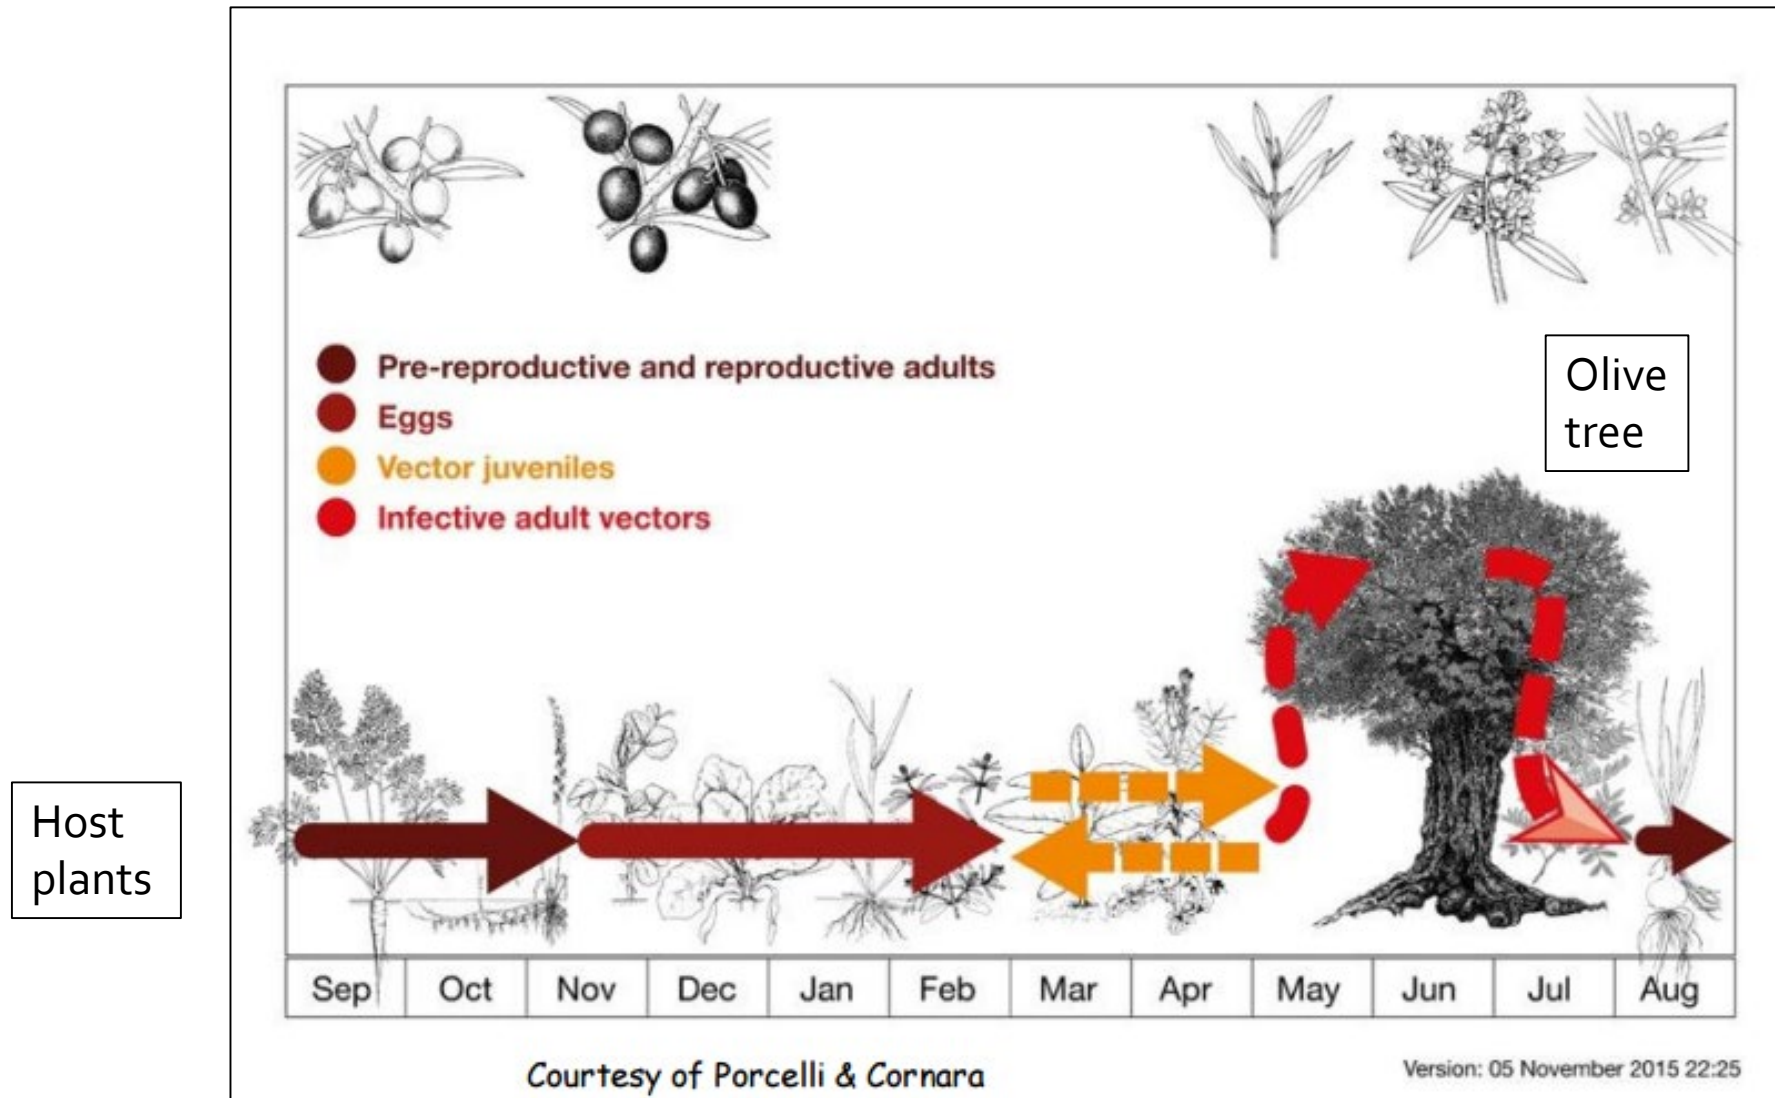 Pre-reproductive and reproductive adults
Eggs
Vector juveniles
Infective adult vectors
Olive
tree
Host
plants
Sep Oct Nov Dec Jan Feb Mar Apr May Jun Jul Aug
Courtesy of Porcelli & Cornara
Version: 05 November 2015 22:25